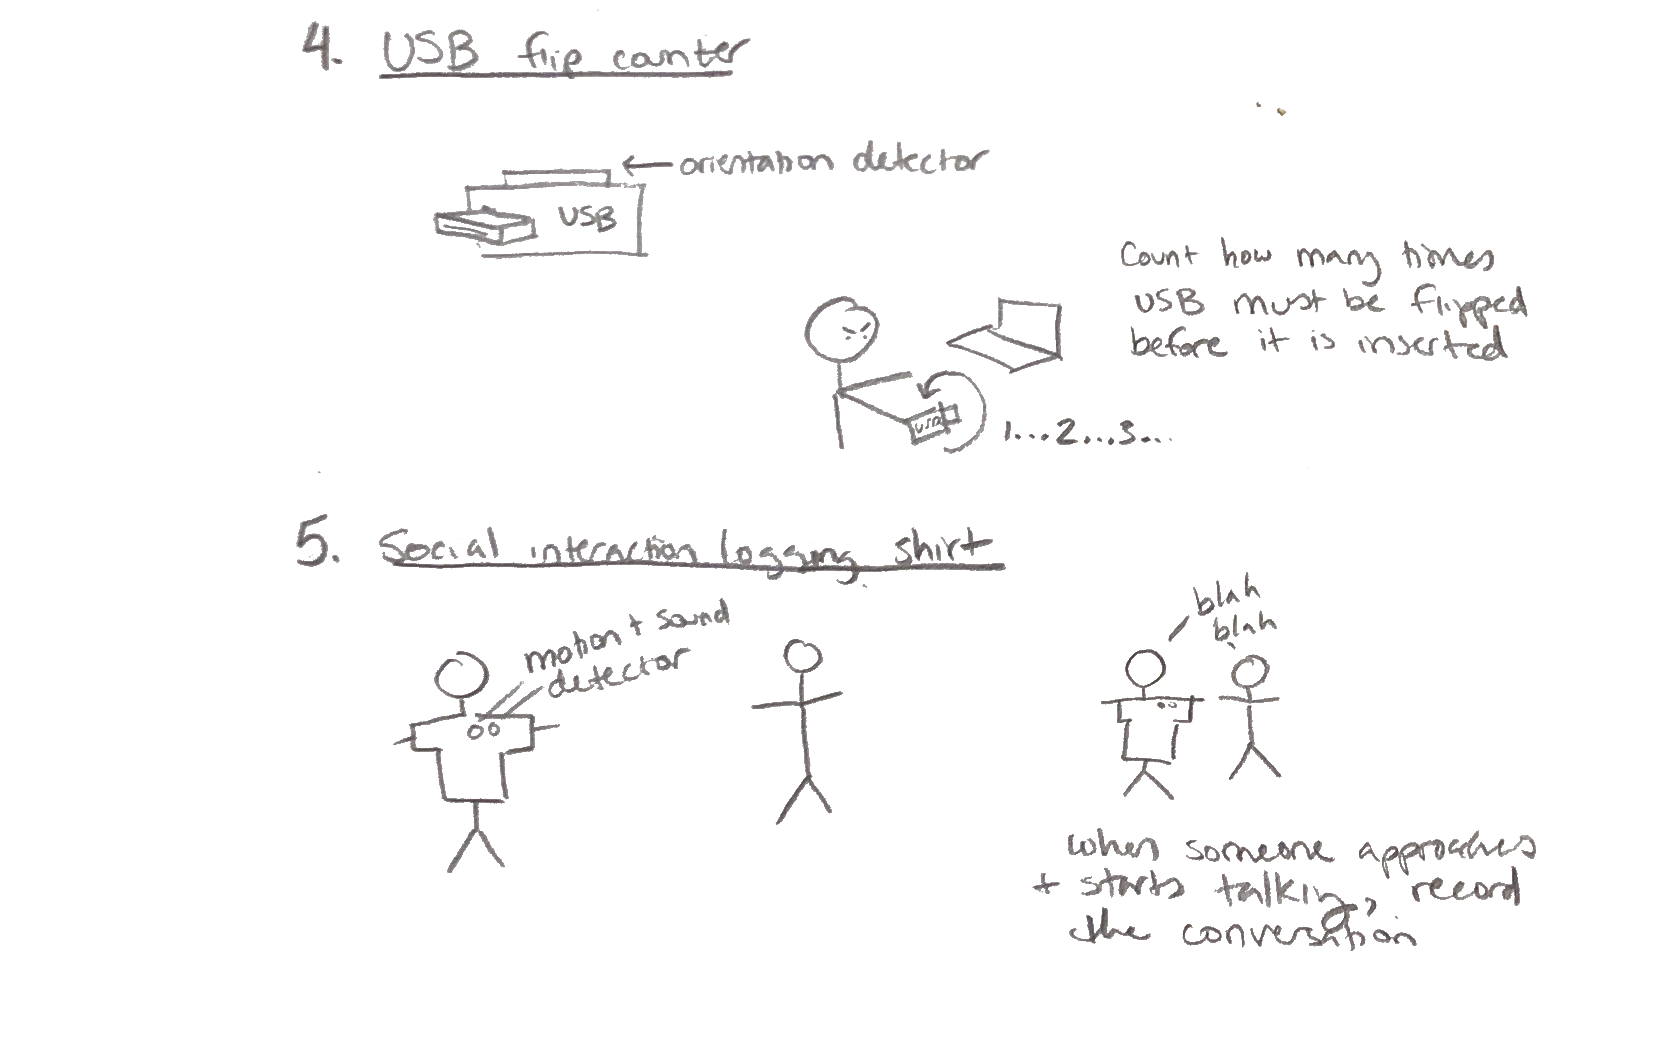 4. USB flip counter
←orientation detector
USB
Count how many times
USB must be flipped
before it is inserted
USB
1...2...3...
5. Social interaction logging shirt
motion + sound
detector
blah
blah
when someone approaches
+ starts talking, record
the conversation